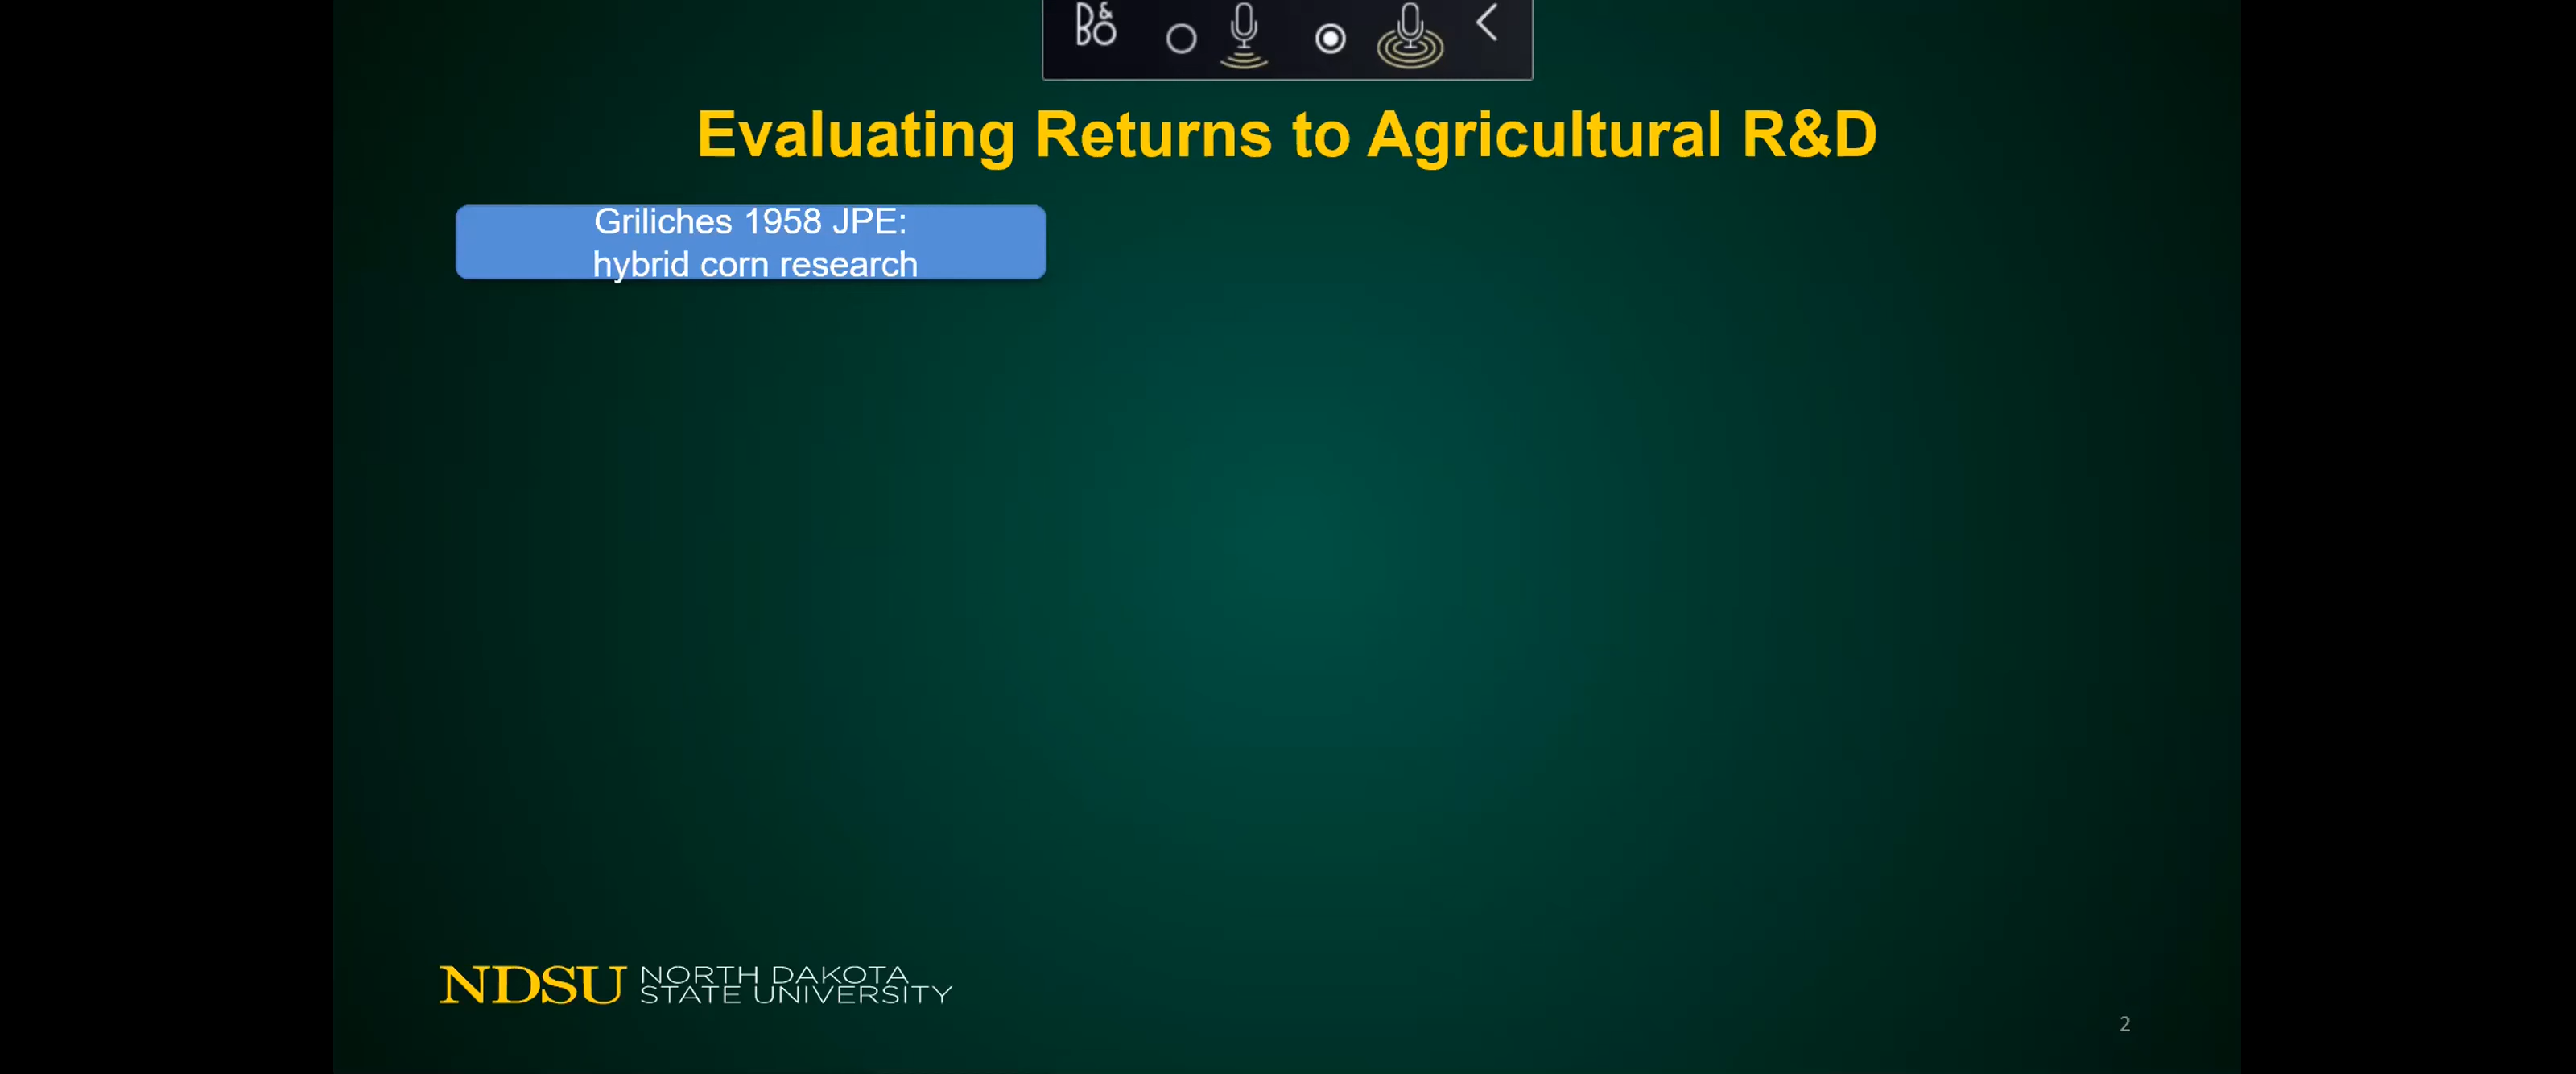 B&O
Evaluating Returns to Agricultural R&D
Griliches 1958 JPE:
hybrid corn research
NDSU NORTH DAKOTA
STATE UNIVERSITY
2